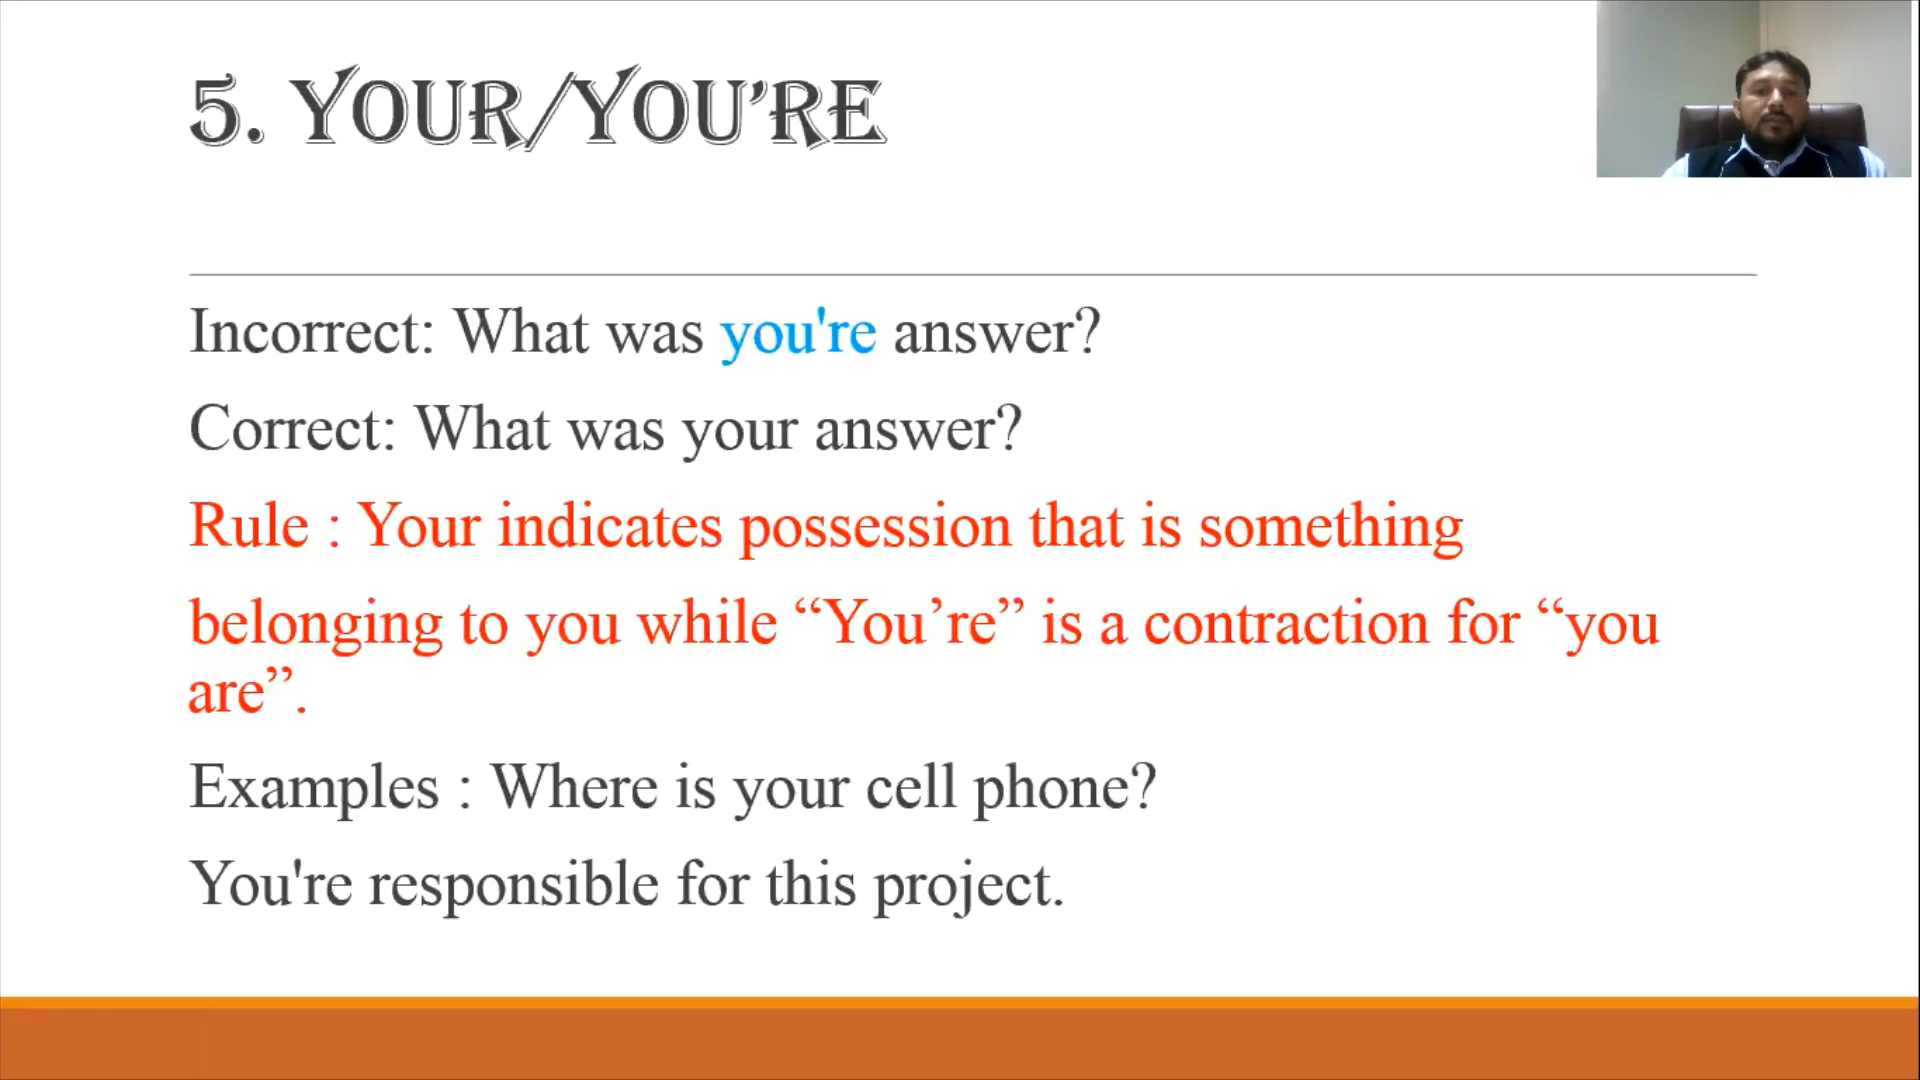 5. YOUR/YOU’RE
Incorrect: What was you're answer?
Correct: What was your answer?
Rule : Your indicates possession that is something
belonging to you while “You’re” is a contraction for “you
are”.
Examples : Where is your cell phone?
You're responsible for this project.